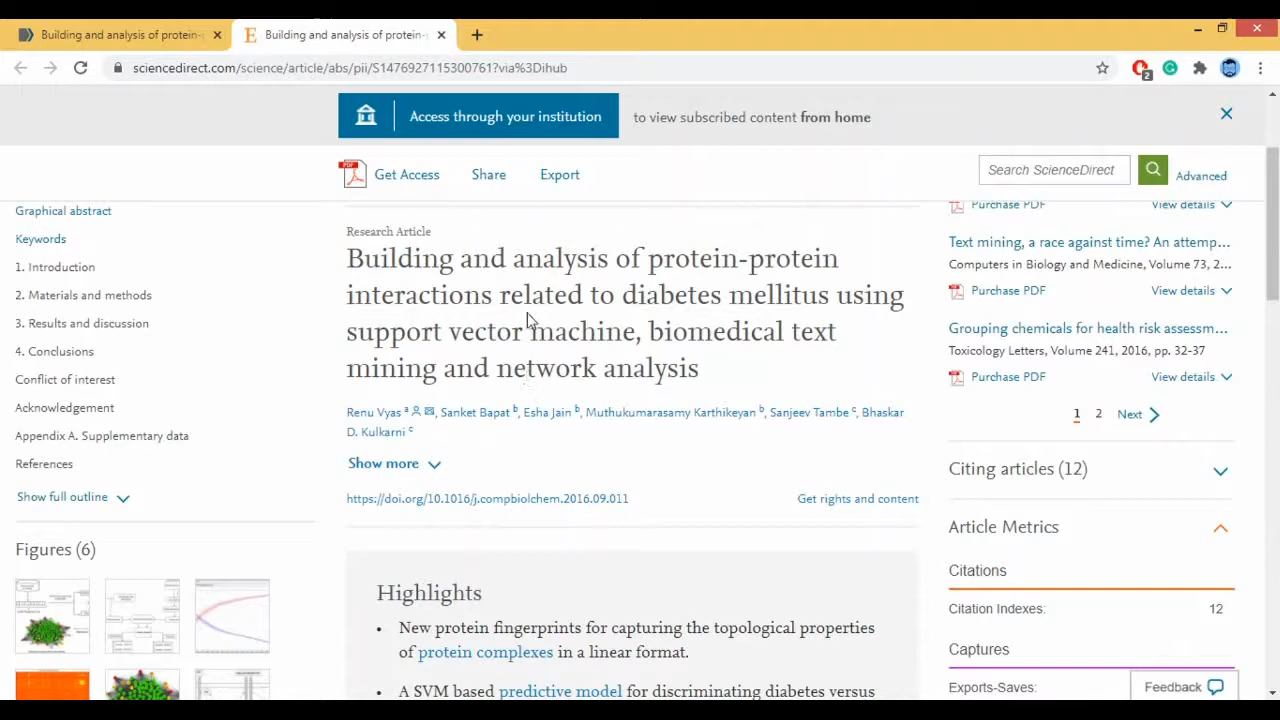 Building and analysis of protein-
Building and analysis of protein-
sciencedirect.com/science/article/abs/pii/S1476927115300761?via%3Dihub
2
Access through your institution
to view subscribed content from home
PDF
Get Access
Share
Export
Search ScienceDirect
Advanced
Graphical abstract
Keywords
1. Introduction
2. Materials and methods
3. Results and discussion
4. Conclusions
Conflict of interest
Acknowledgement
Appendix A. Supplementary data
References
Show full outline
Figures (6)
Research Article
Building and analysis of protein-protein
interactions related to diabetes mellitus using
support vector machine, biomedical text
mining and network analysis
Renu Vyas a, Sanket Bapat b, Esha Jain b, Muthukumarasamy Karthikeyan b, Sanjeev Tambe c, Bhaskar
D. Kulkarni c
Show more
https://doi.org/10.1016/j.compbiolchem.2016.09.011
Get rights and content
Highlights
• New protein fingerprints for capturing the topological properties
of protein complexes in a linear format.
• A SVM based predictive model for discriminating diabetes versus
Purchase PDF
View details
Text mining, a race against time? An attemp...
Computers in Biology and Medicine, Volume 73, 2...
Purchase PDF
View details
Grouping chemicals for health risk assessm...
Toxicology Letters, Volume 241, 2016, pp. 32-37
Purchase PDF
View details
1 2 Next
Citing articles (12)
Article Metrics
Citations
Citation Indexes: 12
Captures
Exports-Saves:
Feedback